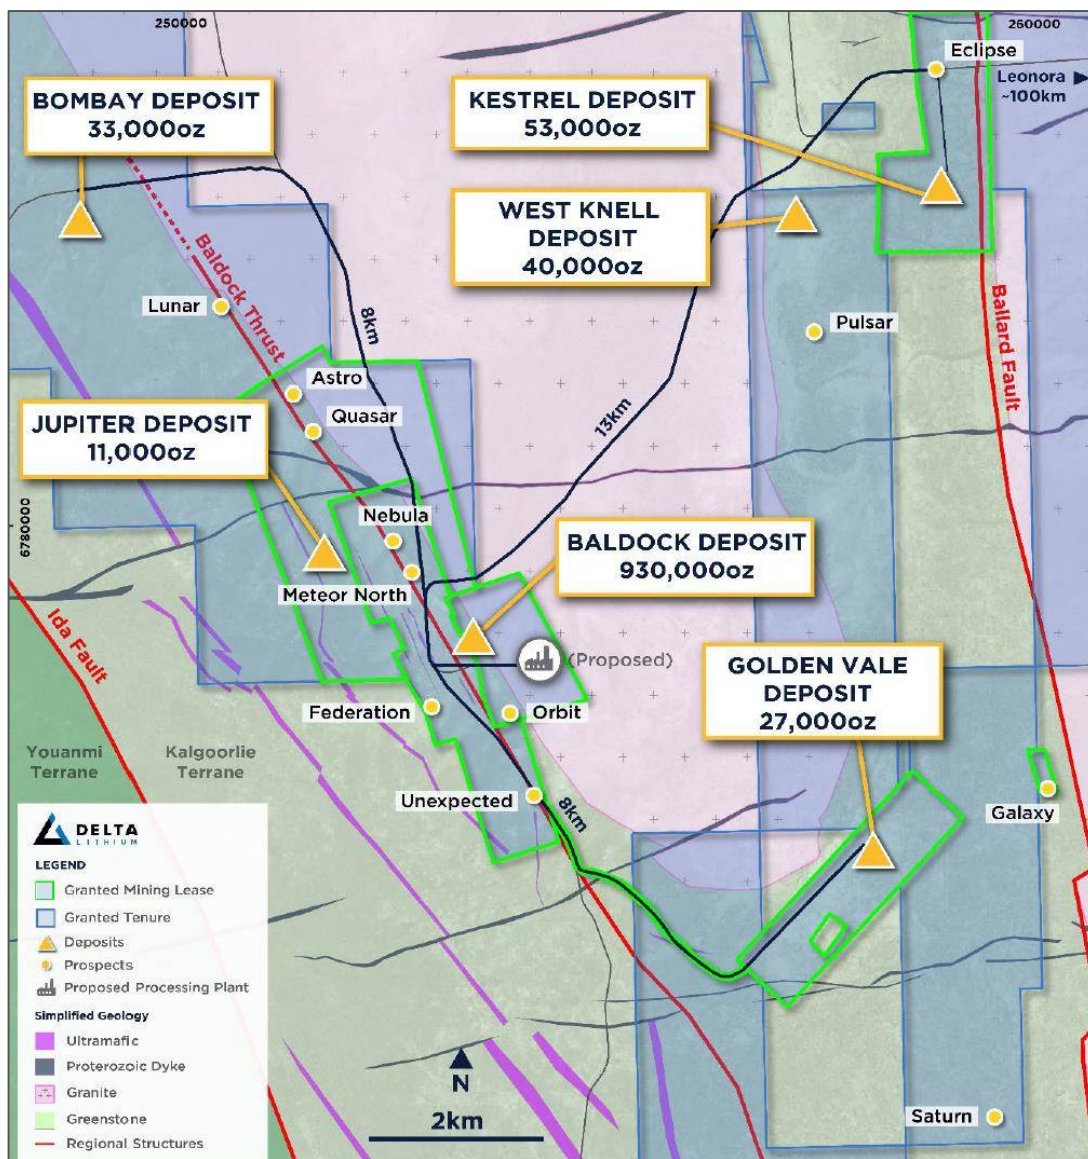 250000
260000
Eclipse
Leonora
~100km
BOMBAY DEPOSIT
33,000oz
KESTREL DEPOSIT
53,000oz
WEST KNELL
DEPOSIT
40,000oz
Baldock Thrust
Lunar
8km
Pulsar
Ballard Fault
Astro
Quasar
13km
JUPITER DEPOSIT
11,000oz
6780000
Nebula
BALDOCK DEPOSIT
930,000oz
Meteor North
Ida Fault
(Proposed)
GOLDEN VALE
DEPOSIT
27,000oz
Federation
Orbit
Youanmi
Terrane
Kalgoorlie
Terrane
Unexpected
8km
Galaxy
DELTA
LITHIUM
LEGEND
Granted Mining Lease
Granted Tenure
Deposits
Prospects
Proposed Processing Plant
Simplified Geology
Ultramafic
Proterozoic Dyke
Granite
Greenstone
Regional Structures
N
2km
Saturn